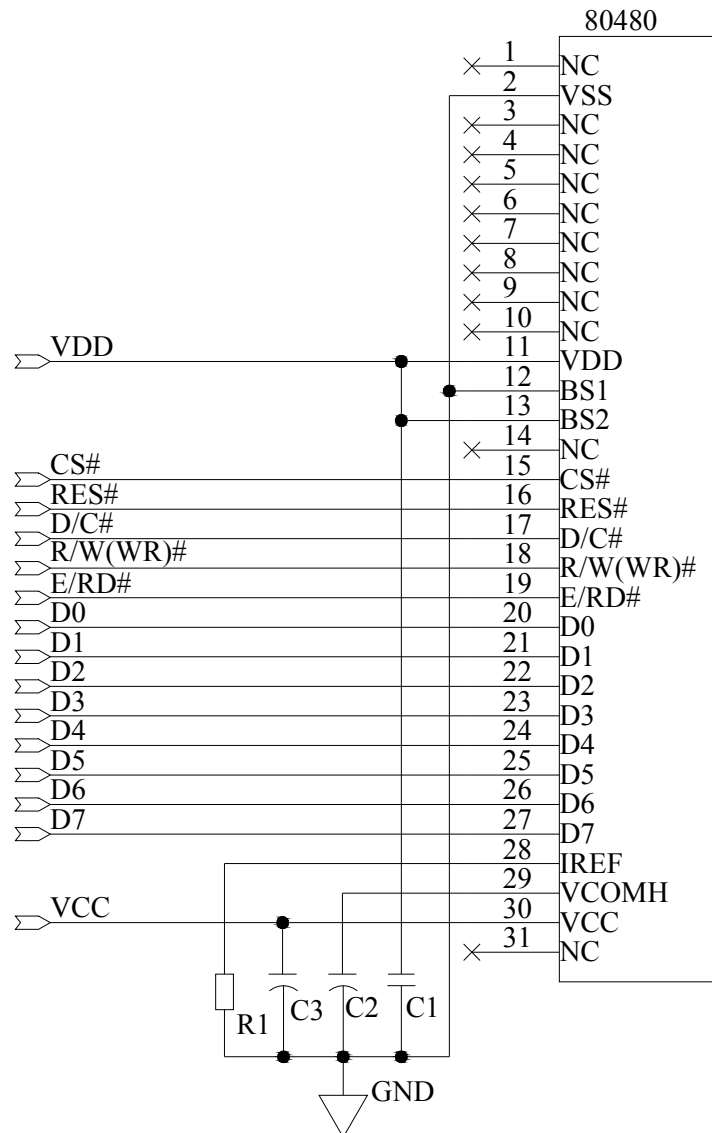 80480
1 NC
2 VSS
3 NC
4 NC
5 NC
6 NC
7 NC
8 NC
9 NC
10 NC
VDD 11 VDD
12 BS1
13 BS2
14 NC
CS# 15 CS#
RES# 16 RES#
D/C# 17 D/C#
R/W(WR)# 18 R/W(WR)#
E/RD# 19 E/RD#
D0 20 D0
D1 21 D1
D2 22 D2
D3 23 D3
D4 24 D4
D5 25 D5
D6 26 D6
D7 27 D7
28 IREF
29 VCOMH
VCC 30 VCC
31 NC
R1 C3 C2 C1
GND